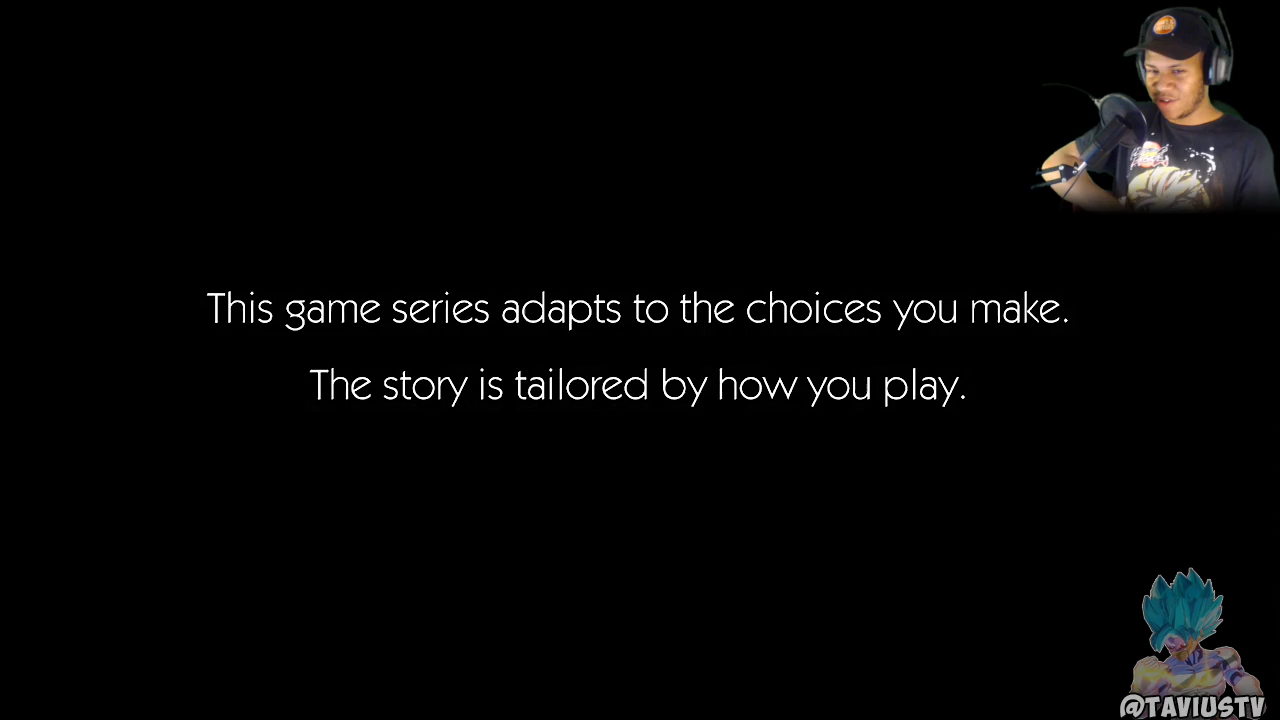 This game series adapts to the choices you make.
The story is tailored by how you play.
@TAVIUSTV